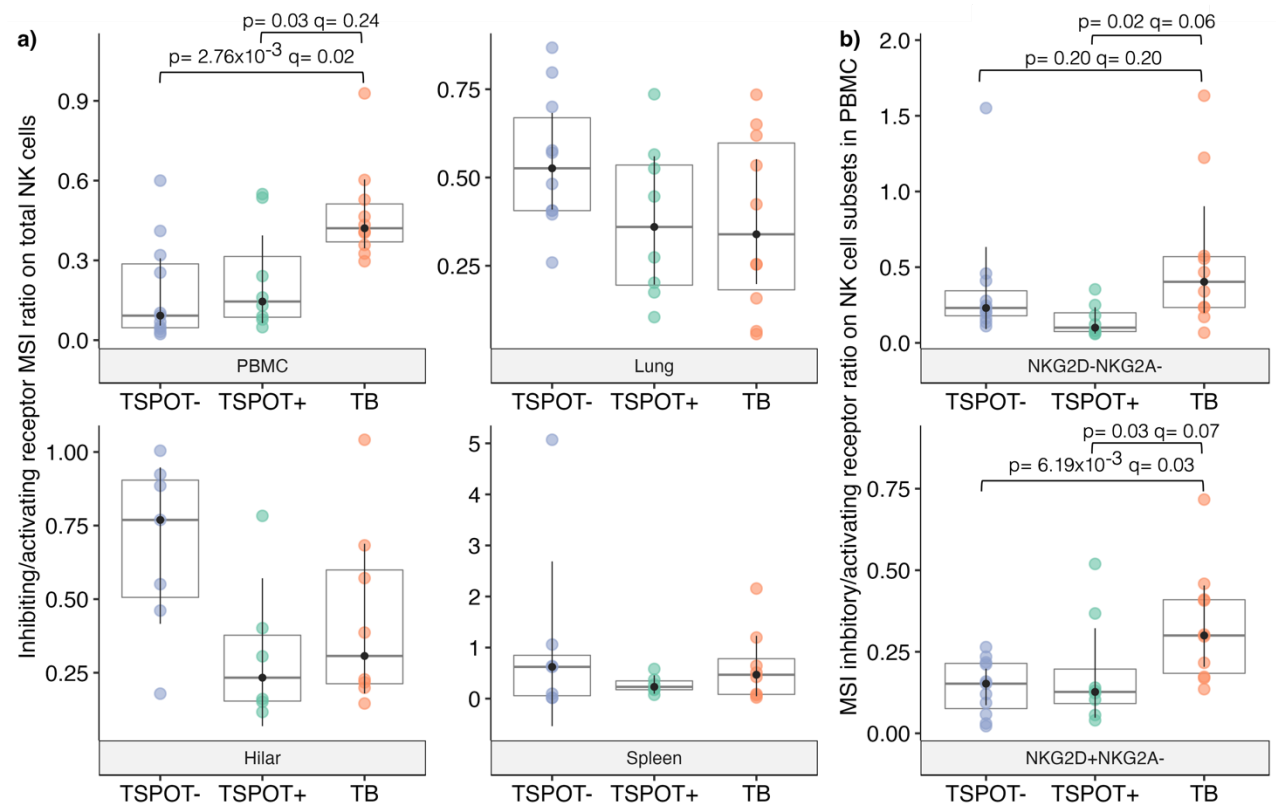 a)
Inhibiting/activating receptor MSI ratio on total NK cells
p= 0.03 q= 0.24
p= 2.76x10-3 q= 0.02
0.9
0.6
0.3
0.0
PBMC
TSPOT- TSPOT+ TB
0.75
0.50
0.25
Lung
TSPOT- TSPOT+ TB
1.00
0.75
0.50
0.25
Hilar
TSPOT- TSPOT+ TB
5
4
3
2
1
0
Spleen
TSPOT- TSPOT+ TB
b)
MSI inhbitory/activating receptor ratio on NK cell subsets in PBMC
p= 0.02 q= 0.06
p= 0.20 q= 0.20
2.0
1.5
1.0
0.5
0.0
NKG2D-NKG2A-
TSPOT- TSPOT+ TB
p= 0.03 q= 0.07
p= 6.19x10-3 q= 0.03
0.75
0.50
0.25
0.00
NKG2D+NKG2A-
TSPOT- TSPOT+ TB